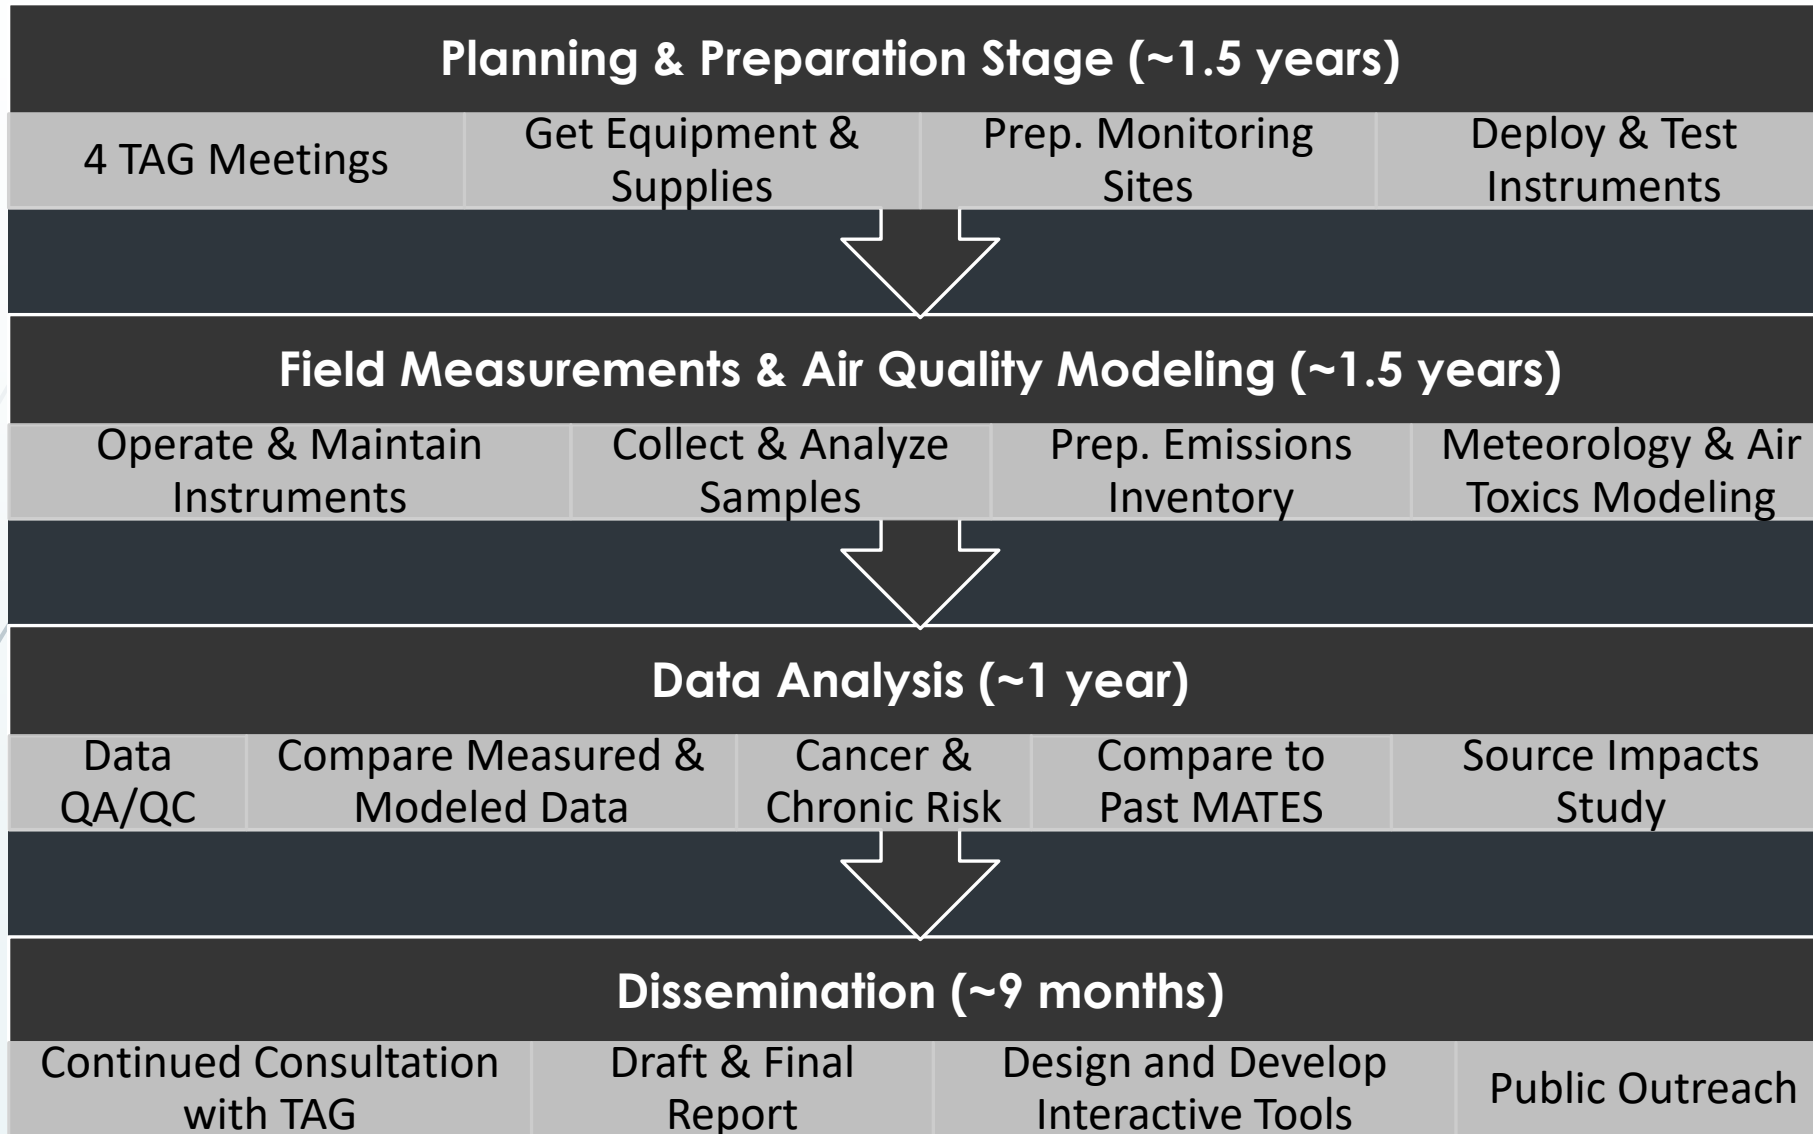 Planning & Preparation Stage (~1.5 years)
4 TAG Meetings
Get Equipment &
Supplies
Prep. Monitoring
Sites
Deploy & Test
Instruments
Field Measurements & Air Quality Modeling (~1.5 years)
Operate & Maintain
Instruments
Collect & Analyze
Samples
Prep. Emissions
Inventory
Meteorology & Air
Toxics Modeling
Data Analysis (~1 year)
Data
QA/QC
Compare Measured &
Modeled Data
Cancer &
Chronic Risk
Compare to
Past MATES
Source Impacts
Study
Dissemination (~9 months)
Continued Consultation
with TAG
Draft & Final
Report
Design and Develop
Interactive Tools
Public Outreach